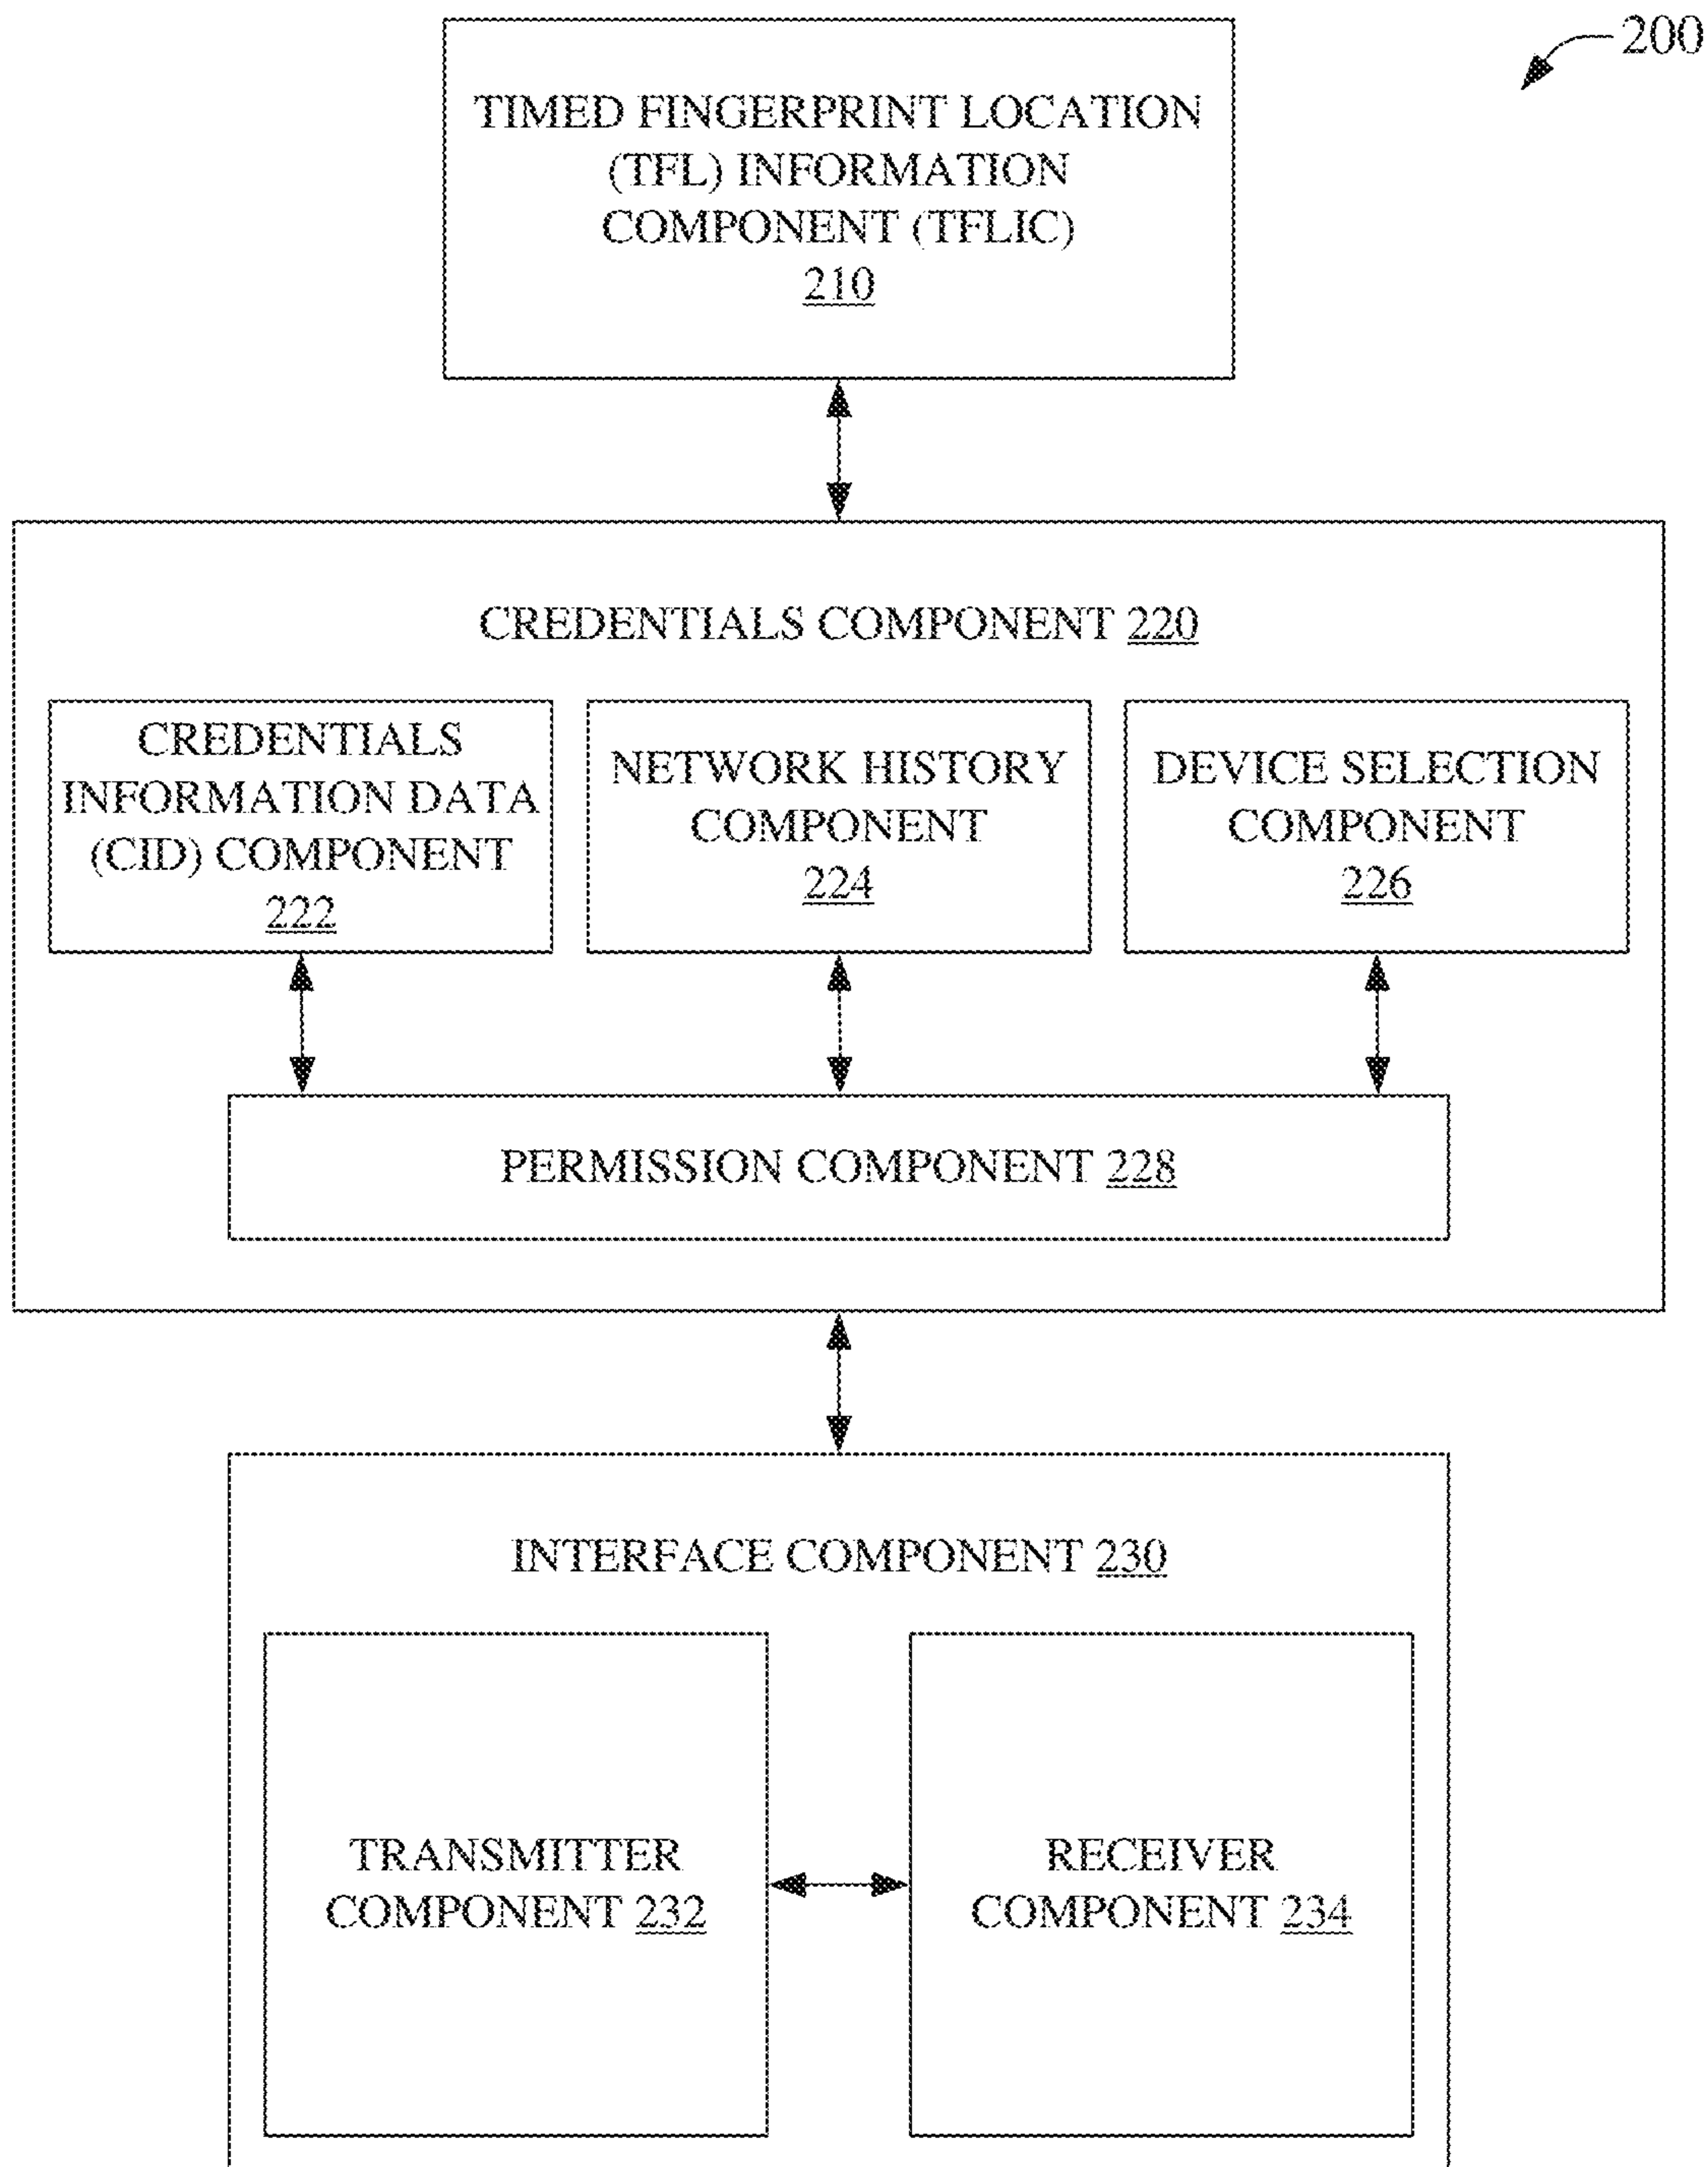 200
TIMED FINGERPRINT LOCATION
(TFL) INFORMATION
COMPONENT (TFLIC)
210
CREDENTIALS COMPONENT 220
CREDENTIALS
INFORMATION DATA
(CID) COMPONENT
222
NETWORK HISTORY
COMPONENT
224
DEVICE SELECTION
COMPONENT
226
PERMISSION COMPONENT 228
INTERFACE COMPONENT 230
TRANSMITTER
COMPONENT 232
RECEIVER
COMPONENT 234